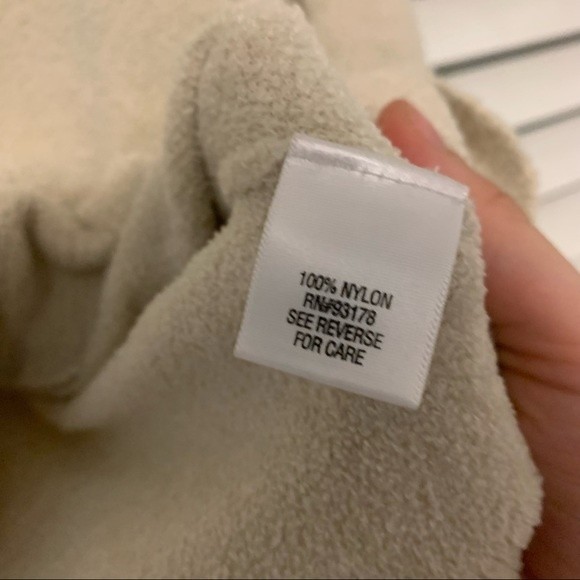 100% NYLON
RN#93178
SEE REVERSE
FOR CARE